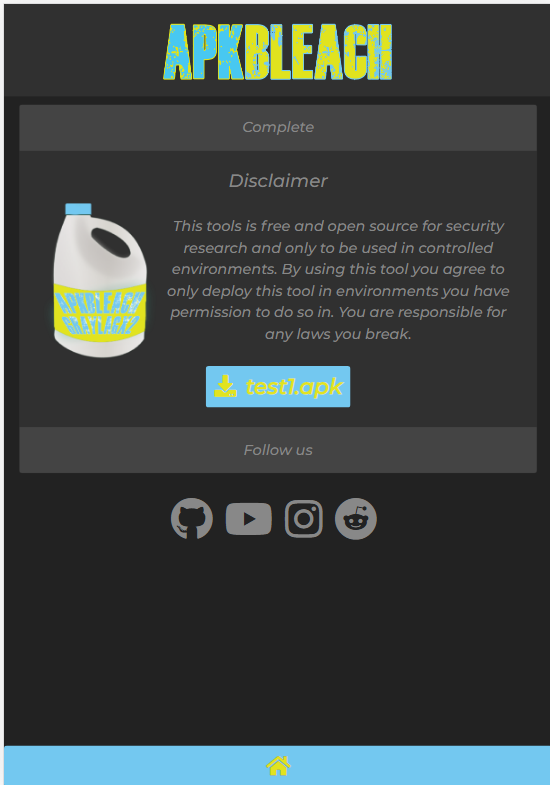 APKBLEACH
Complete
Disclaimer
This tools is free and open source for security
research and only to be used in controlled
environments. By using this tool you agree to
only deploy this tool in environments you have
permission to do so in. You are responsible for
any laws you break.
APKBLEACH
GRAYLAGX2
test1.apk
Follow us